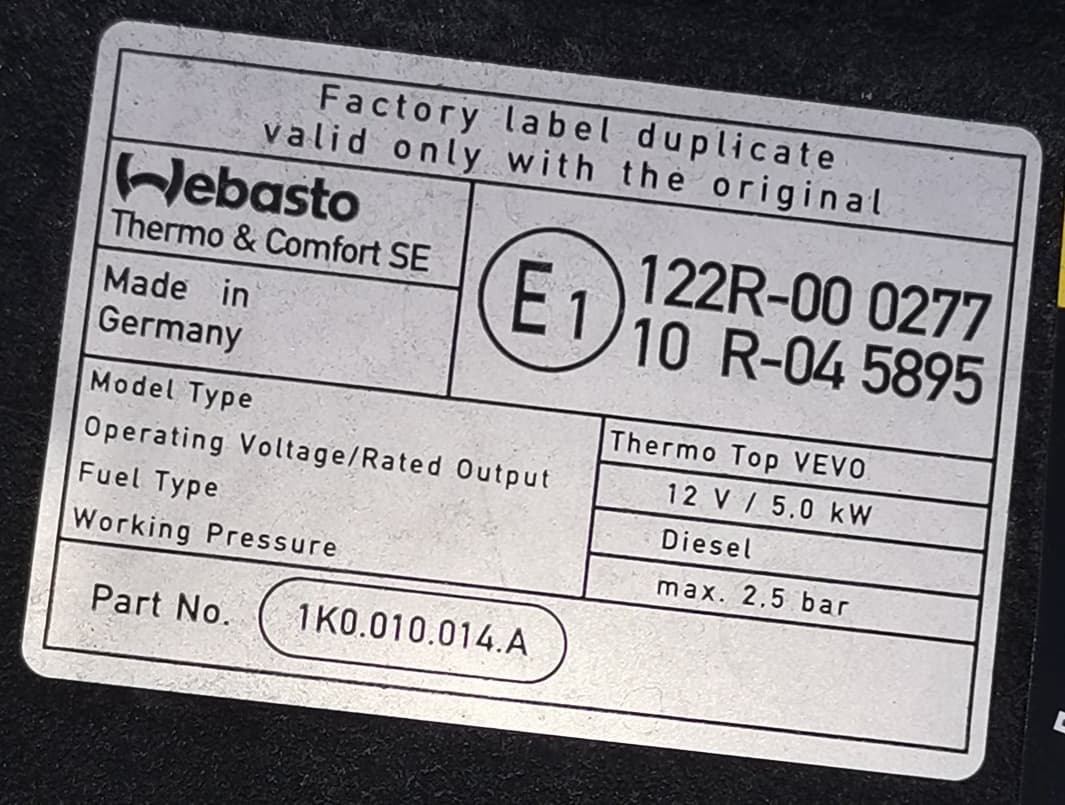 Factory label duplicate
valid only with the original
Webasto
Thermo & Comfort SE
Made in
Germany
E1
122R-00 0277
10 R-04 5895
Model Type
Thermo Top VEVO
Operating Voltage/Rated Output
12 V / 5.0 kW
Fuel Type
Diesel
Working Pressure
max. 2,5 bar
Part No.
1K0.010.014.A